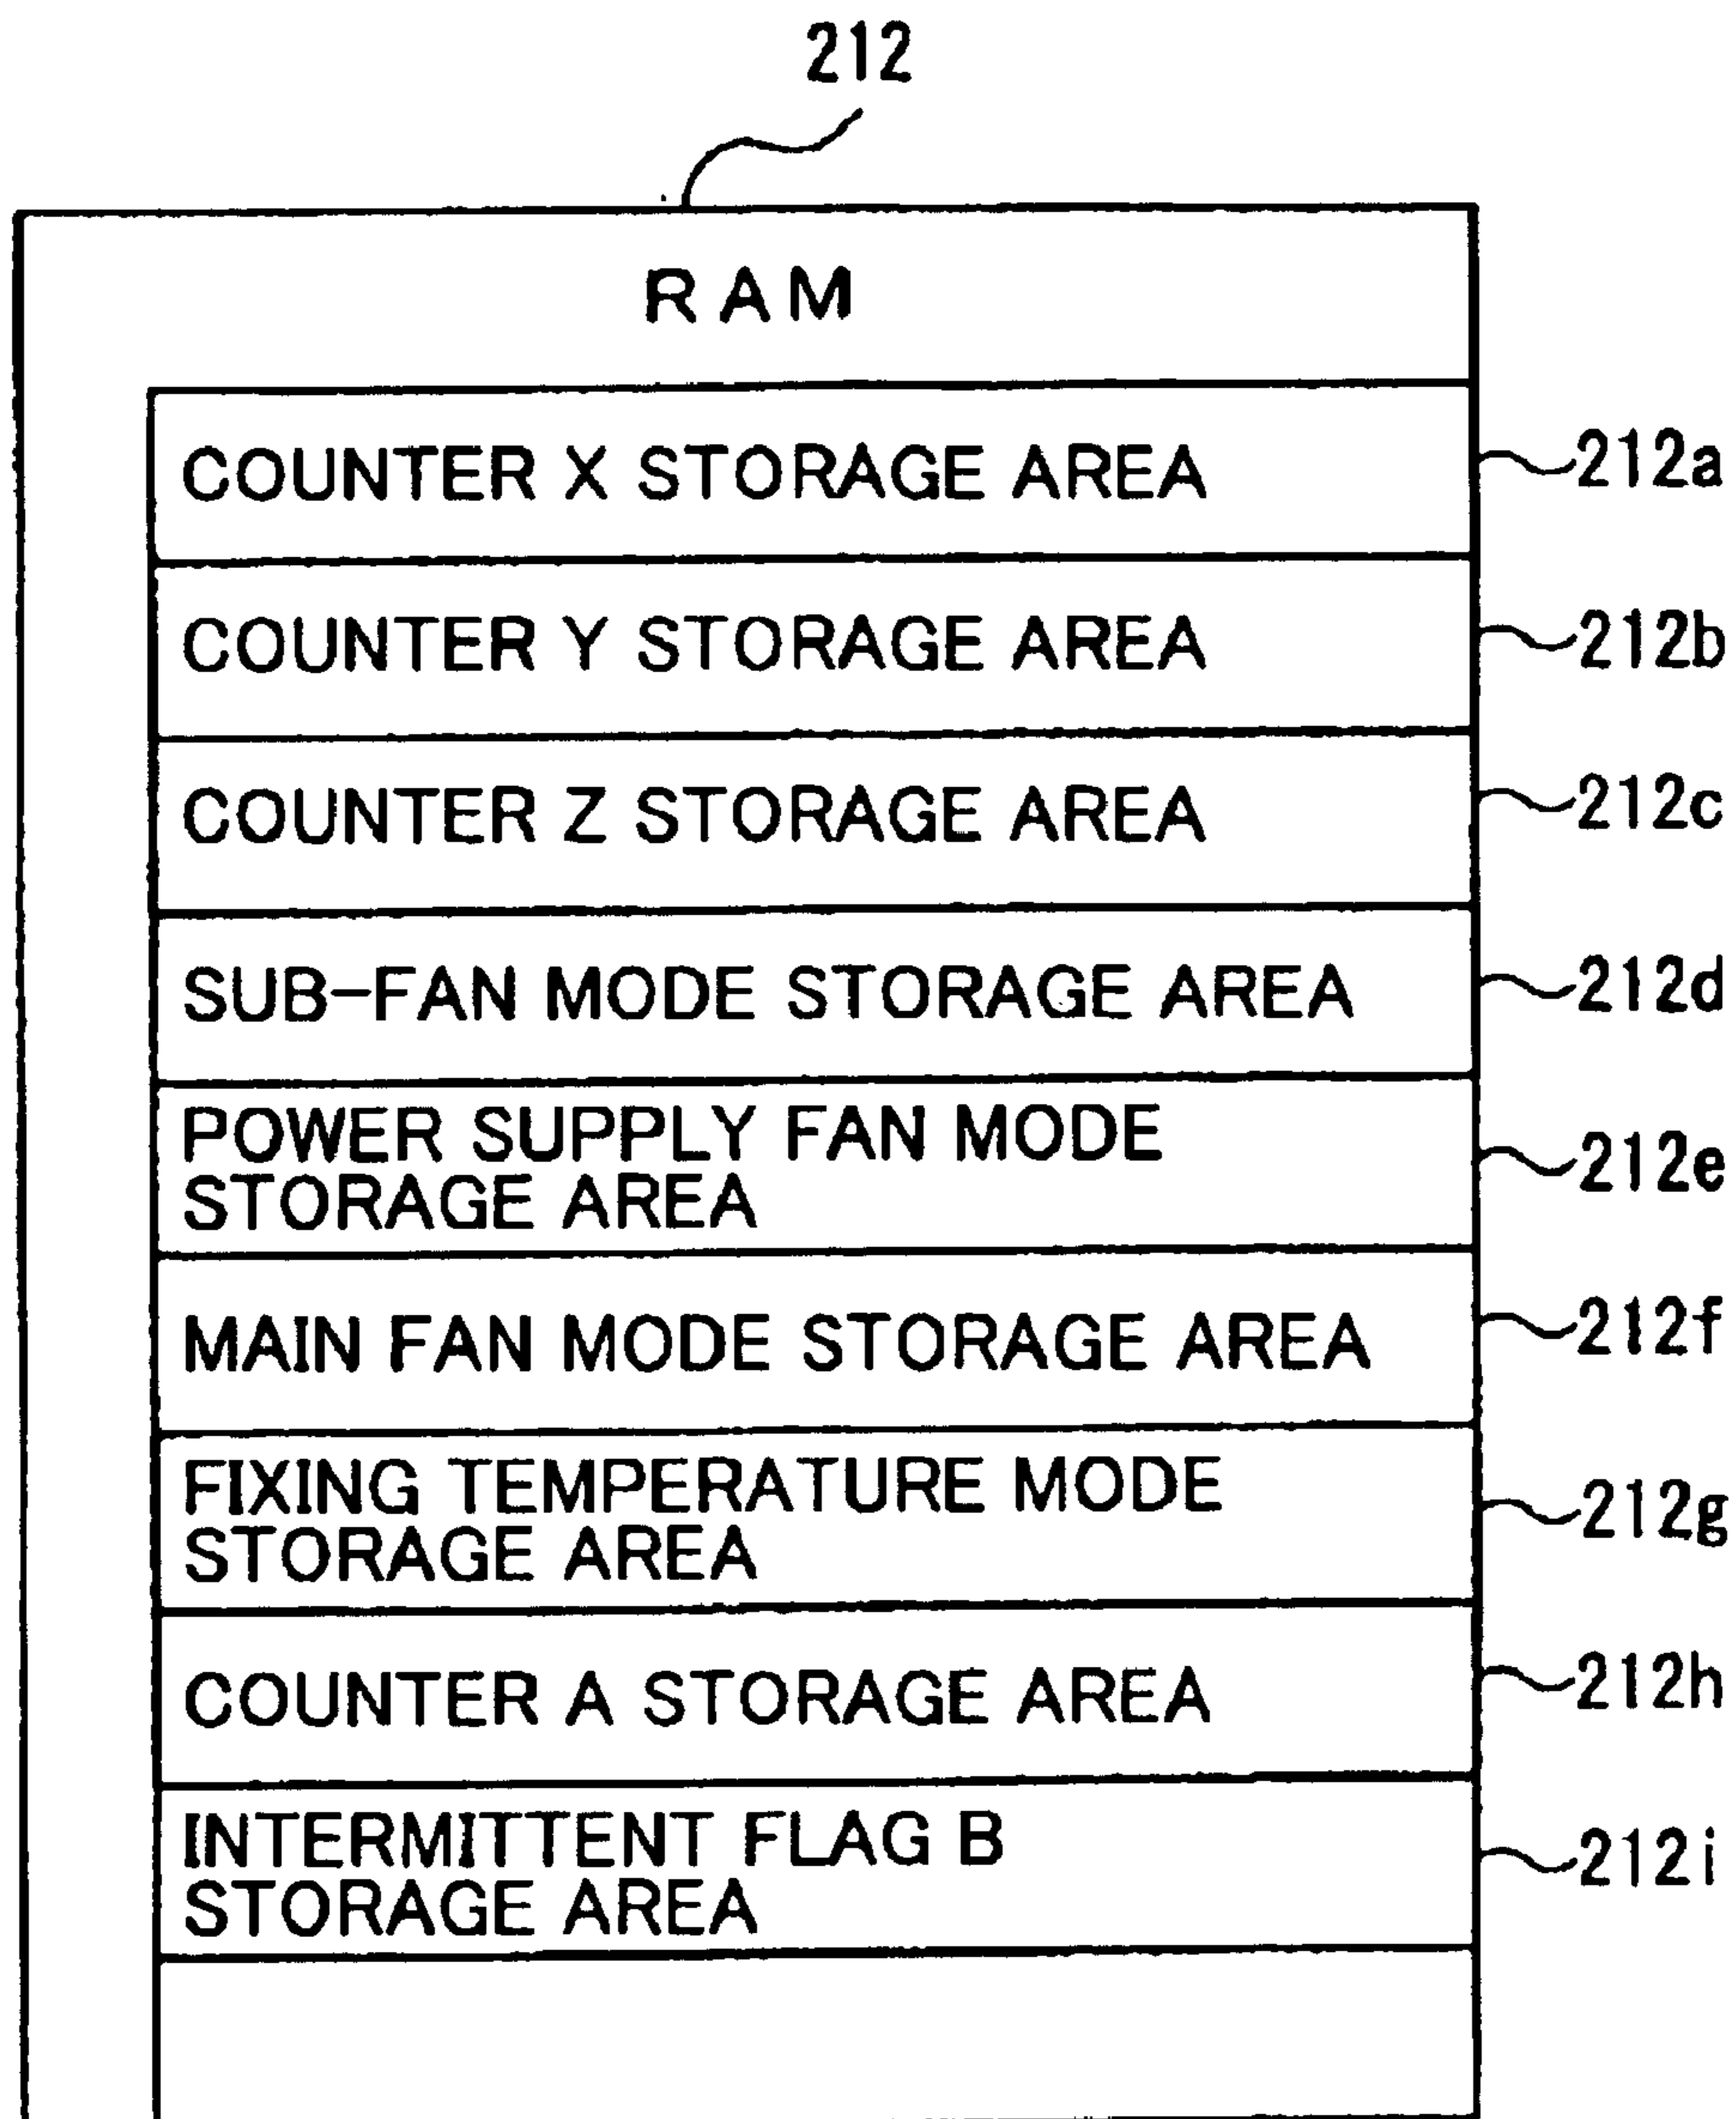 212
RAM
COUNTER X STORAGE AREA 212a
COUNTER Y STORAGE AREA 212b
COUNTER Z STORAGE AREA 212c
SUB-FAN MODE STORAGE AREA 212d
POWER SUPPLY FAN MODE
STORAGE AREA 212e
MAIN FAN MODE STORAGE AREA 212f
FIXING TEMPERATURE MODE
STORAGE AREA 212g
COUNTER A STORAGE AREA 212h
INTERMITTENT FLAG B
STORAGE AREA 212i